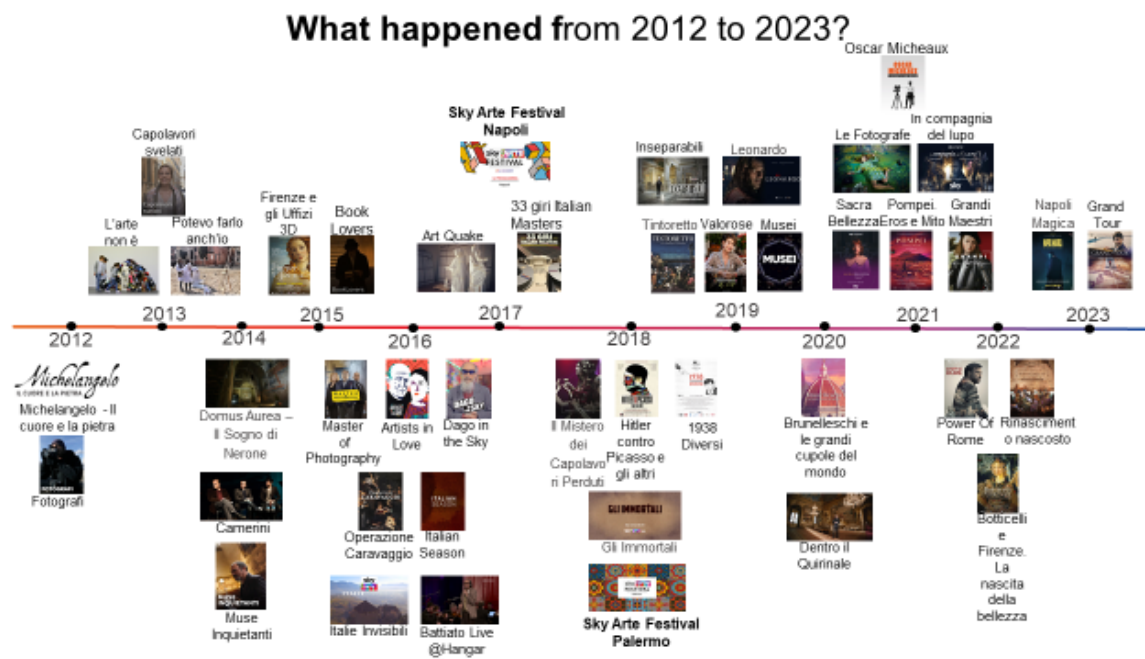 What happened from 2012 to 2023?
Oscar Micheaux
Sky Arte Festival
Napoli
Capolavori
svelati
Inseparabili
Leonardo
Le Fotografe
In compagnia
del lupo
L'arte
non è
Potevo farlo
anch'io
Firenze e
gli Uffizi
3D
Book
Lovers
Art Quake
33 giri Italian
Masters
Tintoretto
Valorose
Musei
MUSEI
Sacra
Bellezza
Pompei.
Eros e Mito
Grandi
Maestri
Napoli
Magica
Grand
Tour
2013
2015
2017
2019
2021
2023
2012
2014
2016
2018
2020
2022
Michelangelo
IL CUORE E LA PIETRA
Michelangelo - Il
cuore e la pietra
Fotografi
Domus Aurea –
Il Sogno di
Nerone
Camerini
Muse
Inquietanti
Master
of
Photography
Artists in
Love
Dago in
the Sky
Operazione
Caravaggio
Italian
Season
Italie Invisibili
Battiato Live
@Hangar
Il Mistero
dei
Capolavo
ri Perduti
Hitler
contro
Picasso e
gli altri
1938
Diversi
GLI IMMORTALI
Gli Immortali
Sky Arte Festival
Palermo
Brunelleschi e
le grandi
cupole del
mondo
Dentro il
Quirinale
Power Of
Rome
Rinasciment
o nascosto
Botticelli
e
Firenze.
La
nascita
della
bellezza